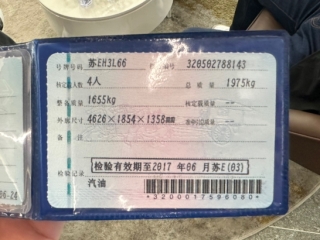 号牌号码 苏EH3L66 档案编号 320502788143
核定载人数 4人 总质量 1975kg
整备质量 1655kg 核定载质量 --
外廓尺寸 4626×1854×1358mm 准牵引总质量 --
备注
检验有效期至2017 年06 月苏E(03)
检验记录
汽油
*3200017596080*